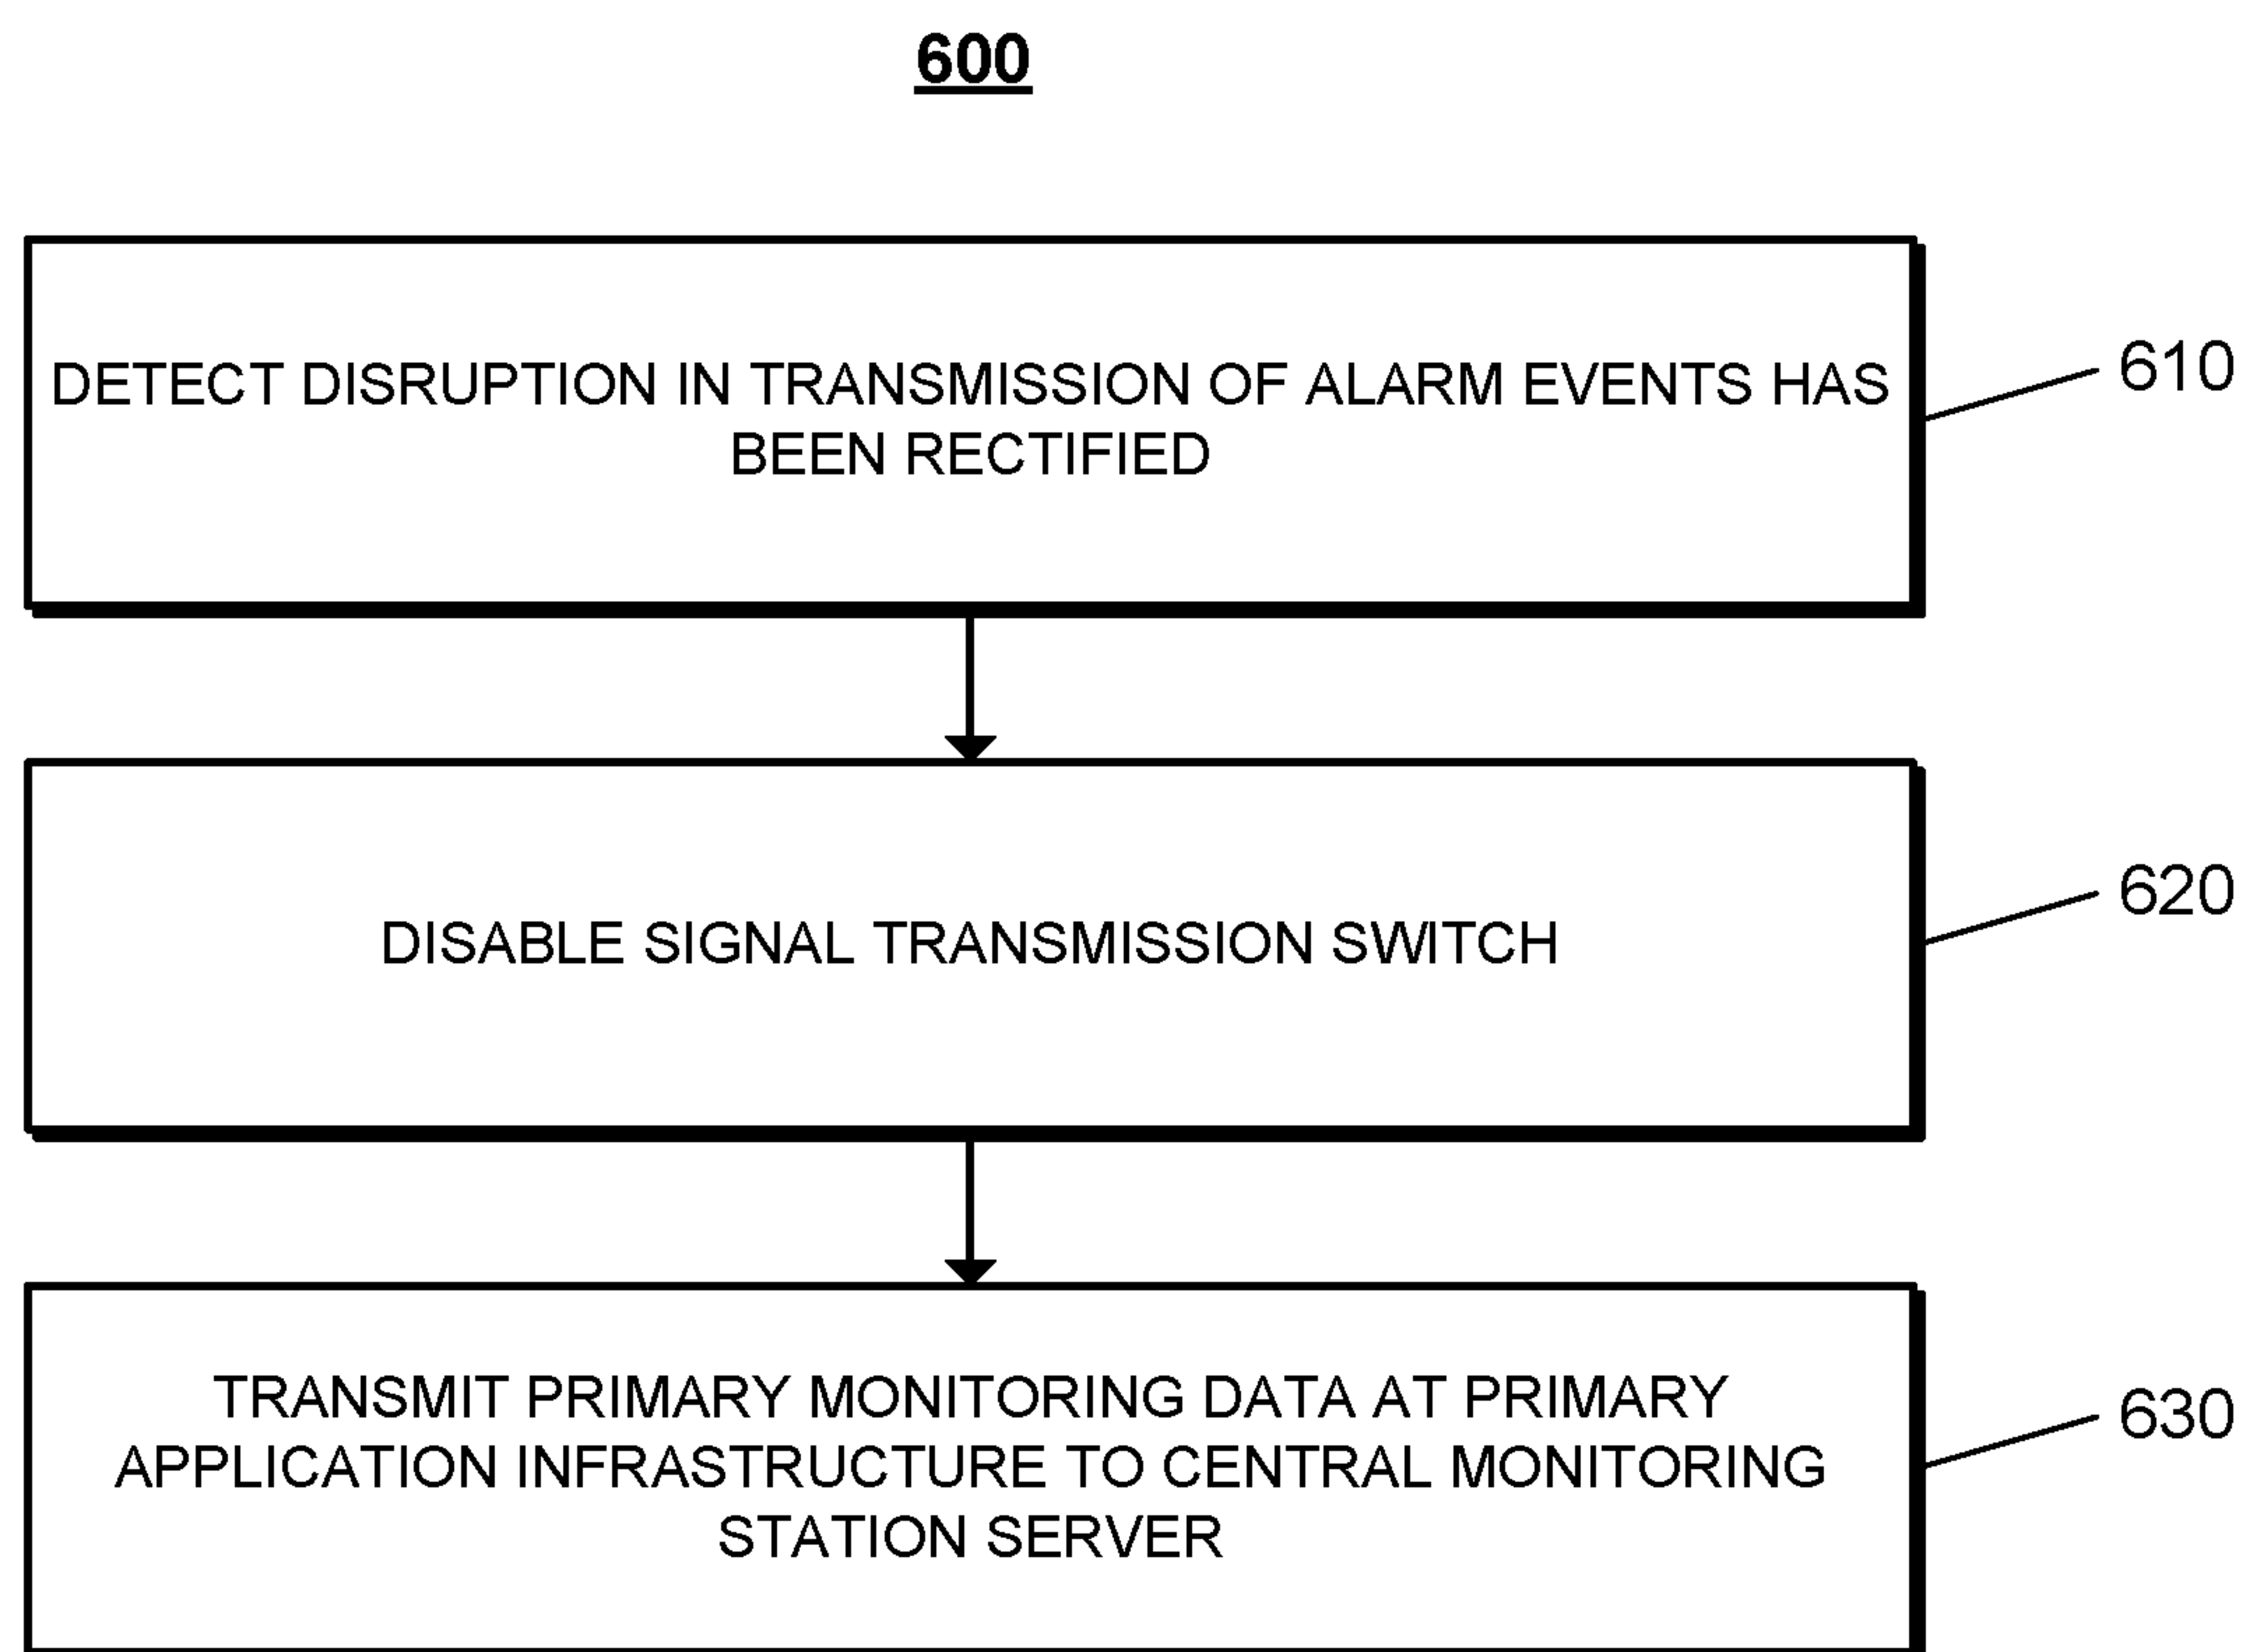 600
DETECT DISRUPTION IN TRANSMISSION OF ALARM EVENTS HAS
BEEN RECTIFIED
610
DISABLE SIGNAL TRANSMISSION SWITCH
620
TRANSMIT PRIMARY MONITORING DATA AT PRIMARY
APPLICATION INFRASTRUCTURE TO CENTRAL MONITORING
STATION SERVER
630